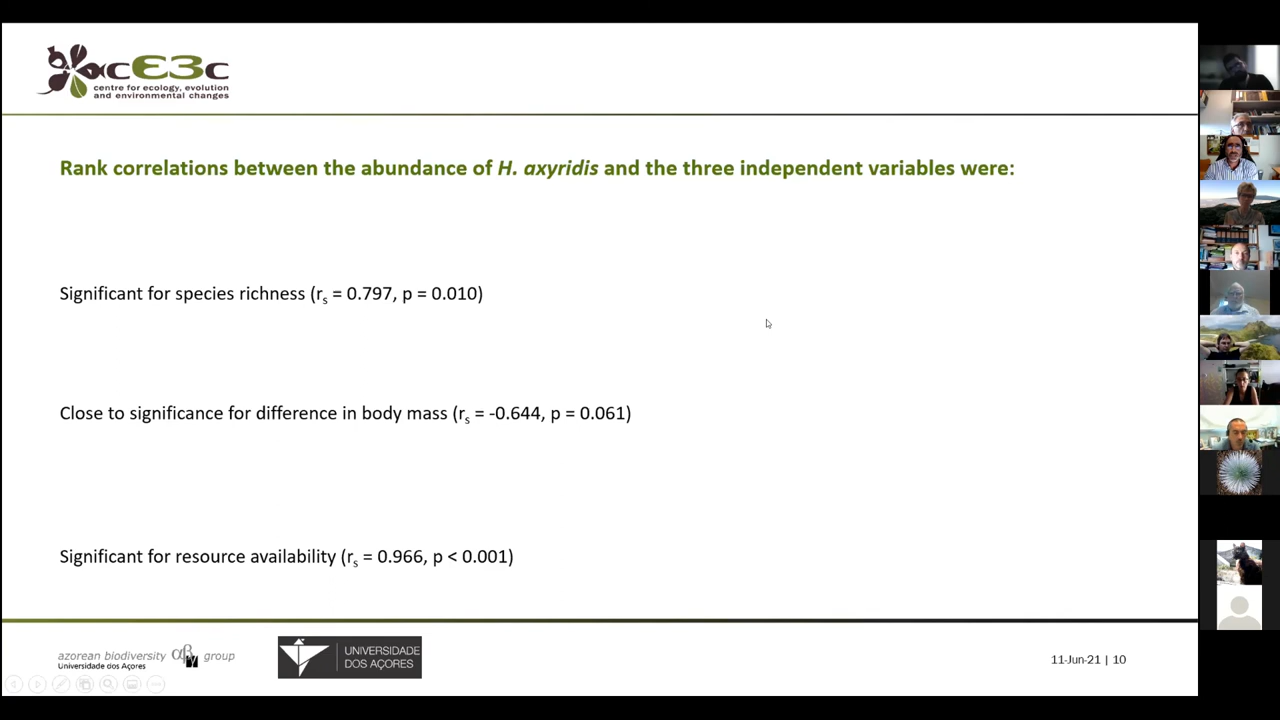 cE3c
centre for ecology, evolution
and environmental changes
Rank correlations between the abundance of H. axyridis and the three independent variables were:
Significant for species richness (rs = 0.797, p = 0.010)
Close to significance for difference in body mass (rs = -0.644, p = 0.061)
Significant for resource availability (rs = 0.966, p < 0.001)
azorean biodiversity αβ group
Universidade dos Açores
UNIVERSIDADE
DOS AÇORES
11-Jun-21 | 10